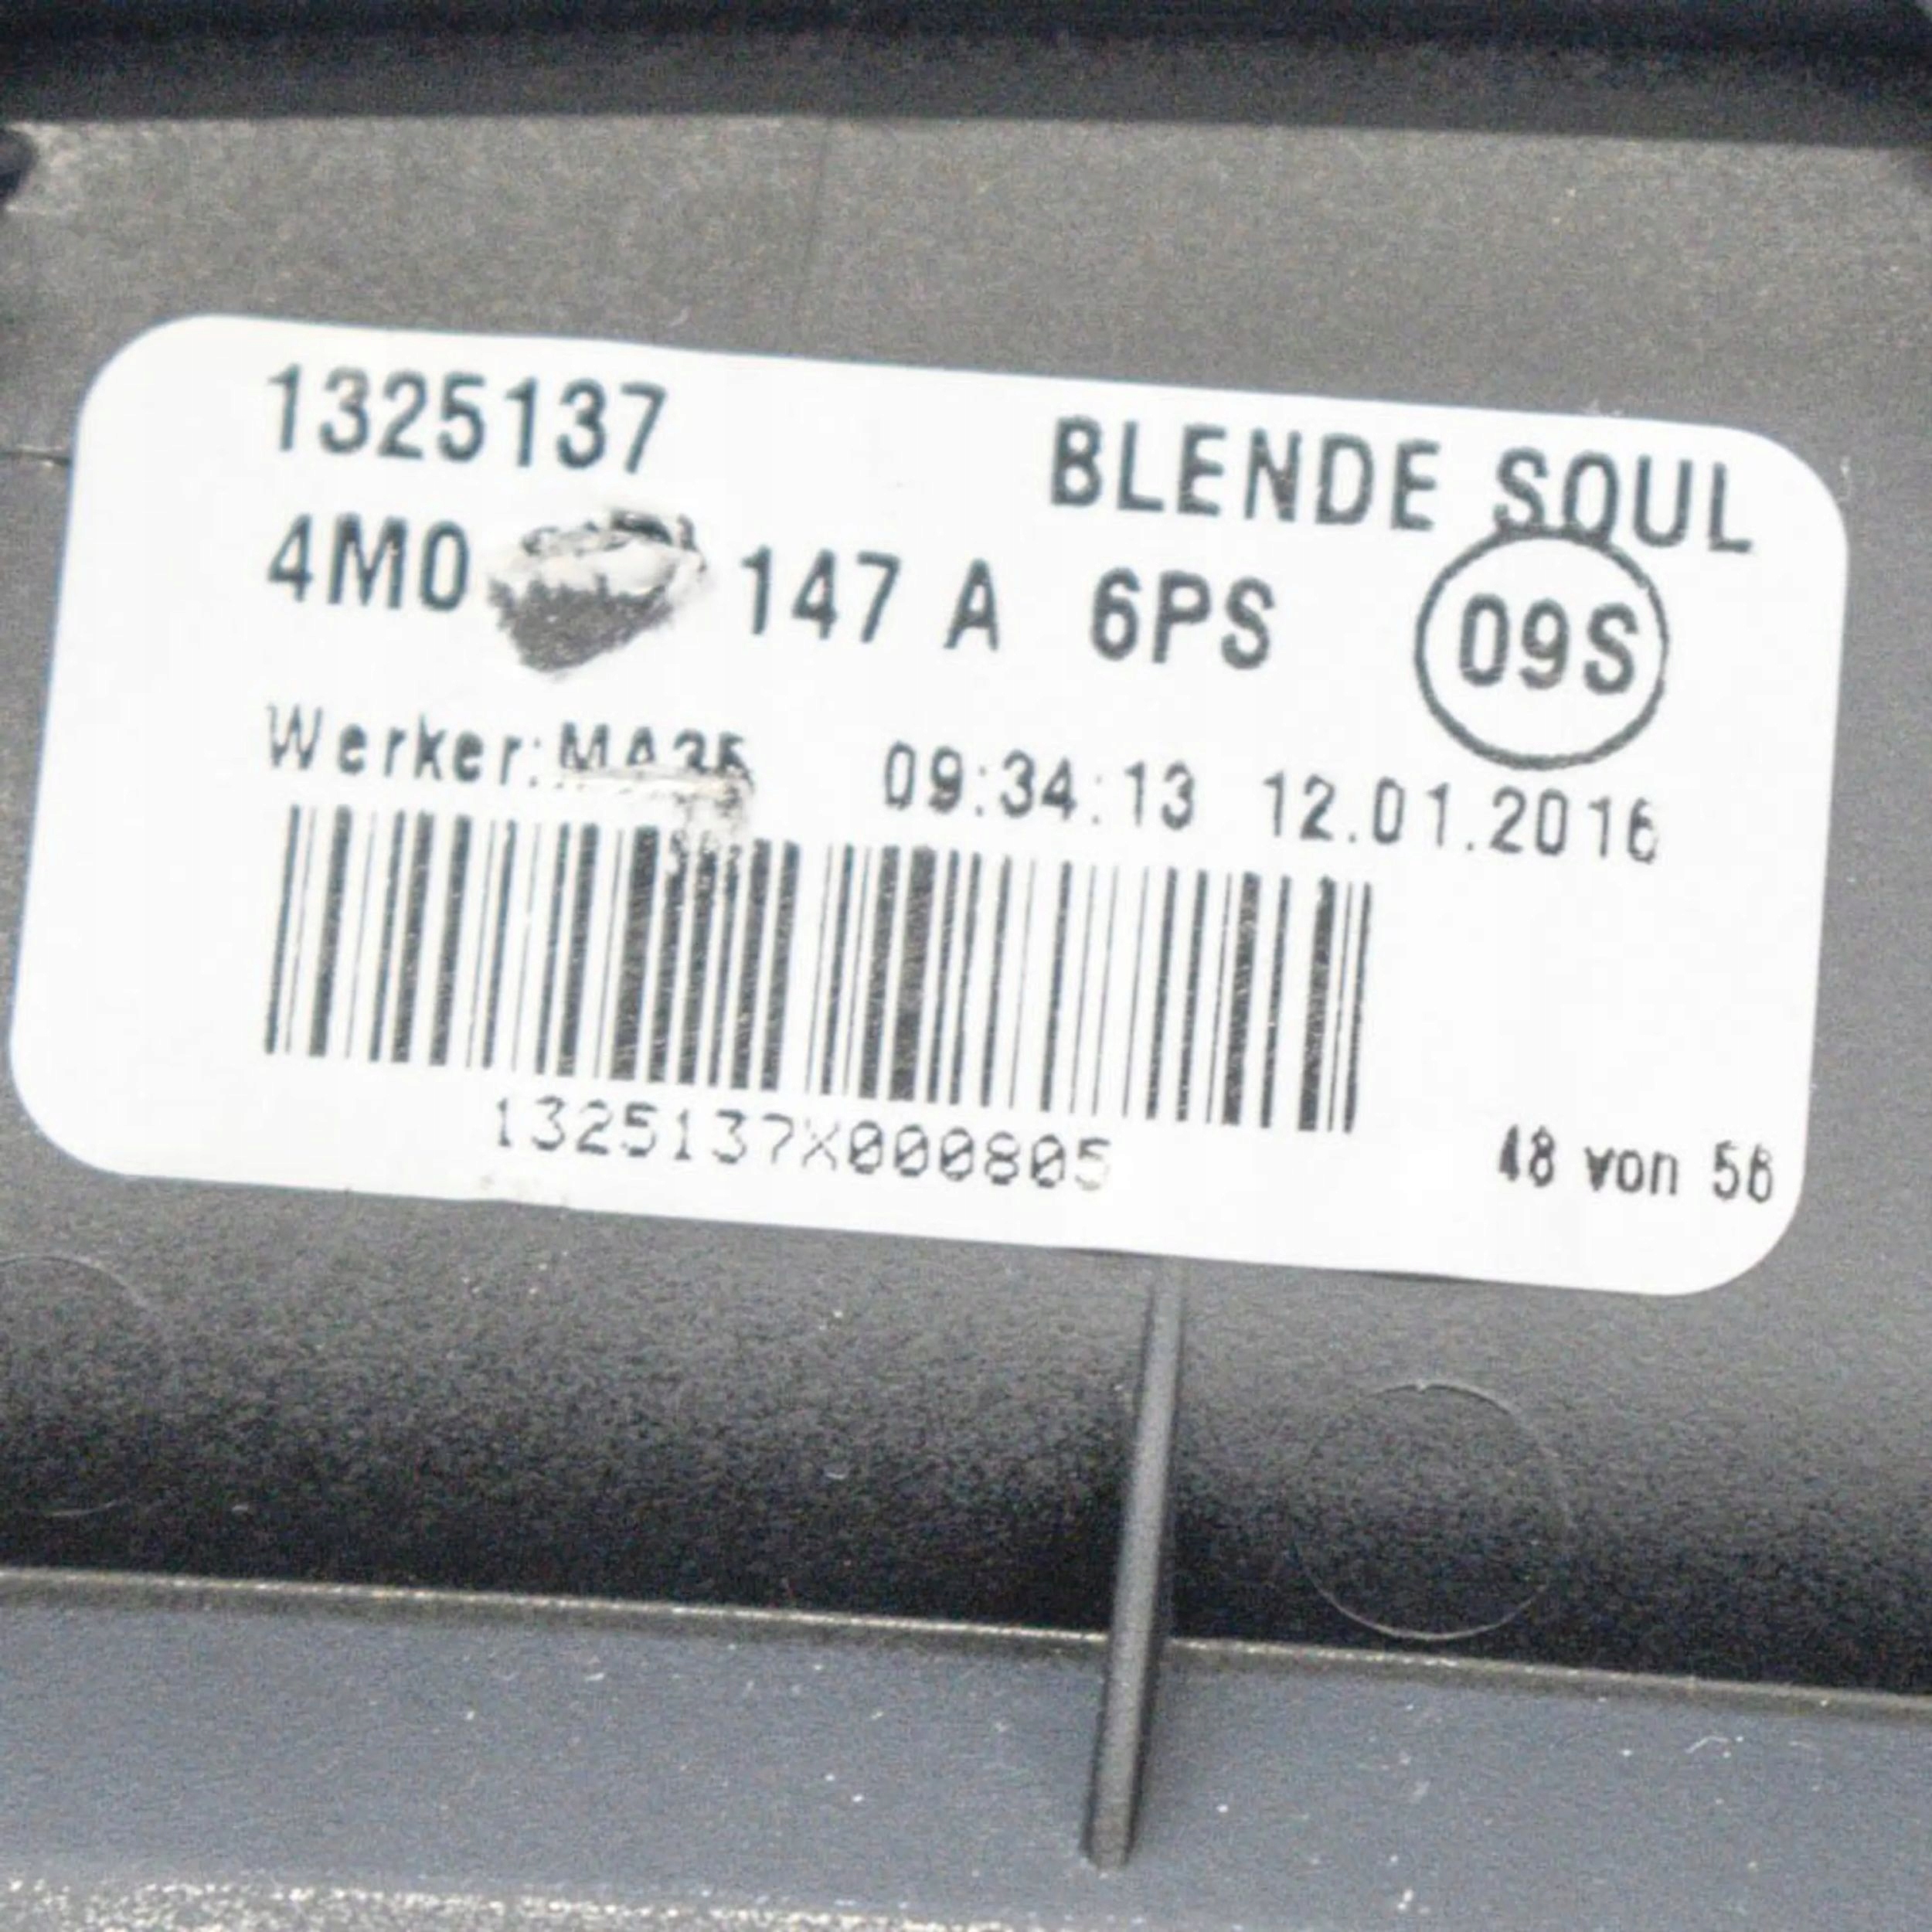 1325137
BLENDE SOUL
4M0 147 A 6PS
09S
Werker: 09:34:13 12.01.2016
1325137X000805
48 von 56